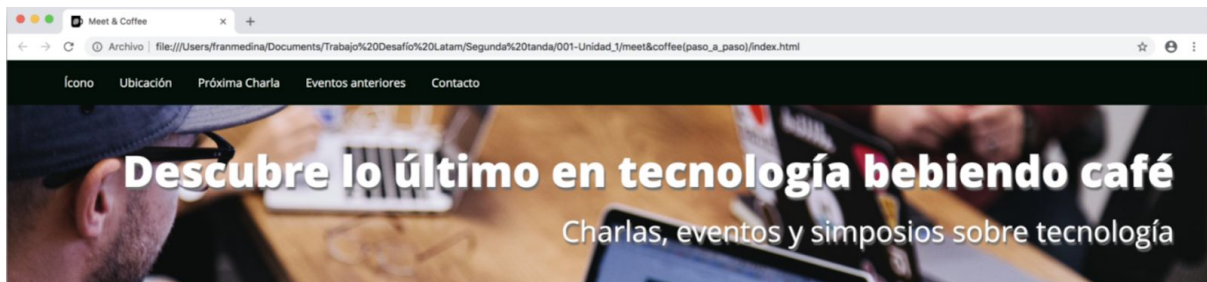 Meet & Coffee
Archivo | file:///Users/franmedina/Documents/Trabajo%20Desafío%20Latam/Segunda%20tanda/001-Unidad_1/meet&coffee(paso_a_paso)/index.html
Ícono Ubicación Próxima Charla Eventos anteriores Contacto
Descubre lo último en tecnología bebiendo café
Charlas, eventos y simposios sobre tecnología